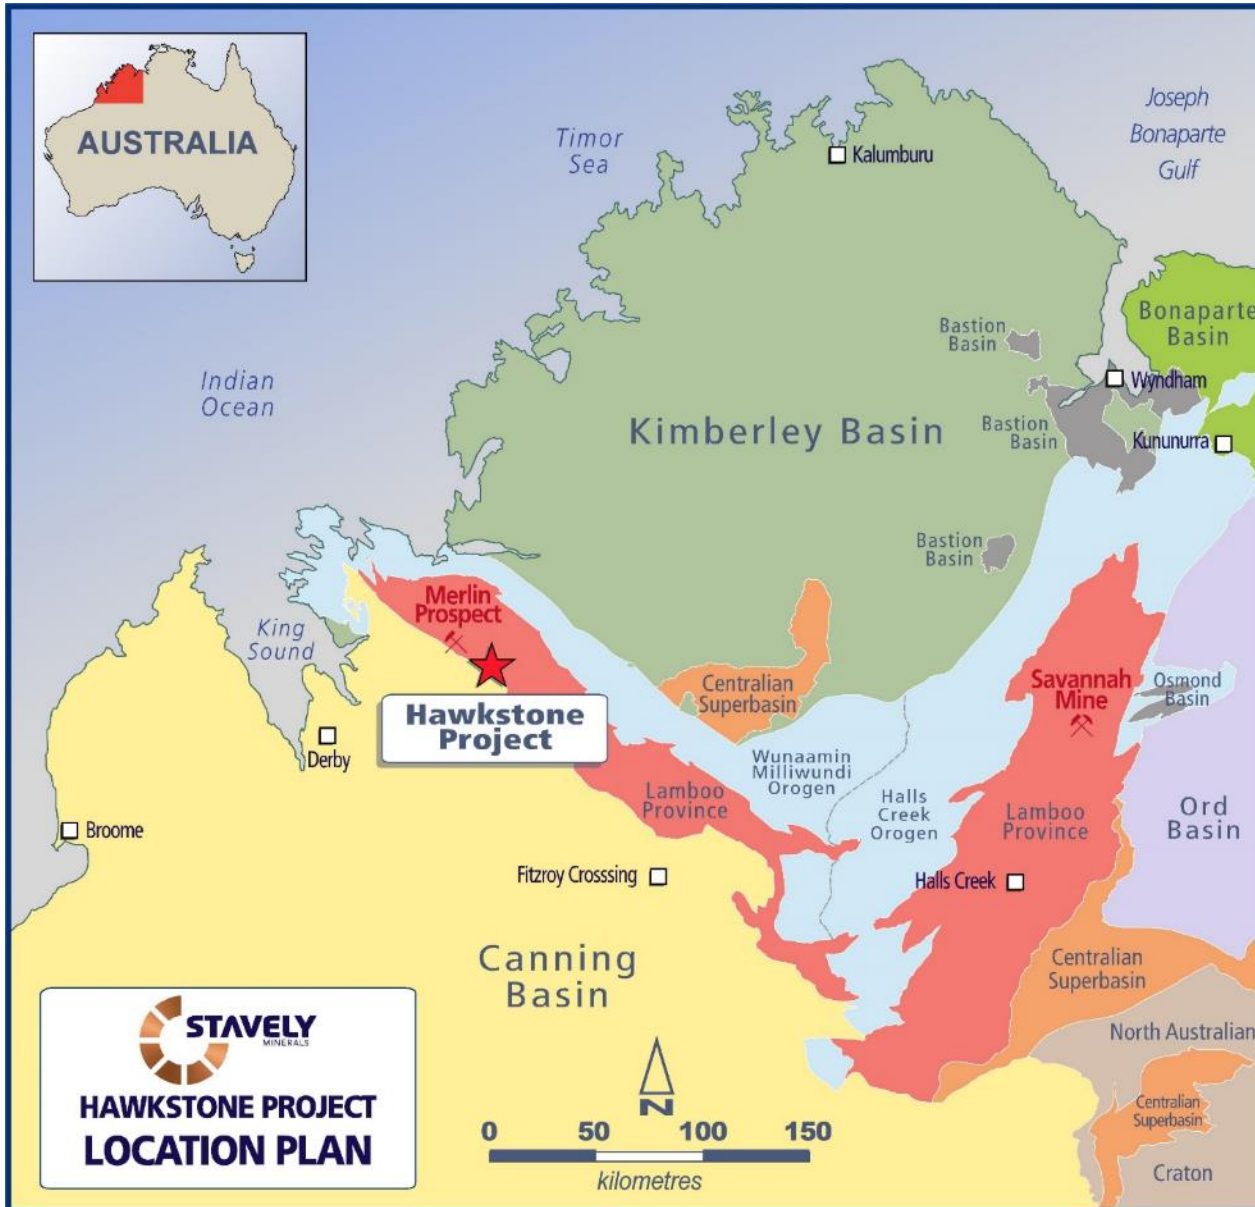 AUSTRALIA
Timor
Sea
Joseph
Bonaparte
Gulf
Kalumburu
Indian
Ocean
Bonaparte
Basin
Bastion
Basin
Wyndham
Kimberley Basin
Bastion
Basin
Kununurra
Bastion
Basin
King
Sound
Merlin
Prospect
Hawkstone
Project
Derby
Broome
Centralian
Superbasin
Savannah
Mine
Osmond
Basin
Wunaamin
Milliwundi
Orogen
Halls
Creek
Orogen
Lamboo
Province
Lamboo
Province
Ord
Basin
Fitzroy Crosssing
Halls Creek
Canning
Basin
Centralian
Superbasin
North Australian
Centralian
Superbasin
Craton
STAVELY
MINERALS
HAWKSTONE PROJECT
LOCATION PLAN
N
0 50 100 150
kilometres